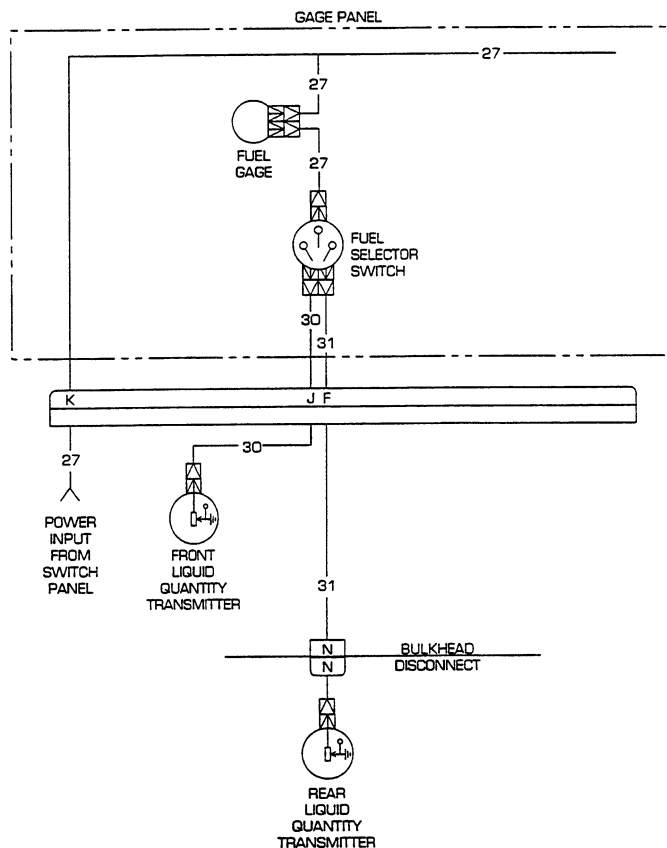 GAGE PANEL
27
27
FUEL
GAGE
27
FUEL
SELECTOR
SWITCH
30
31
K
J F
27
30
POWER
INPUT
FROM
SWITCH
PANEL
FRONT
LIQUID
QUANTITY
TRANSMITTER
31
N
N
BULKHEAD
DISCONNECT
REAR
LIQUID
QUANTITY
TRANSMITTER